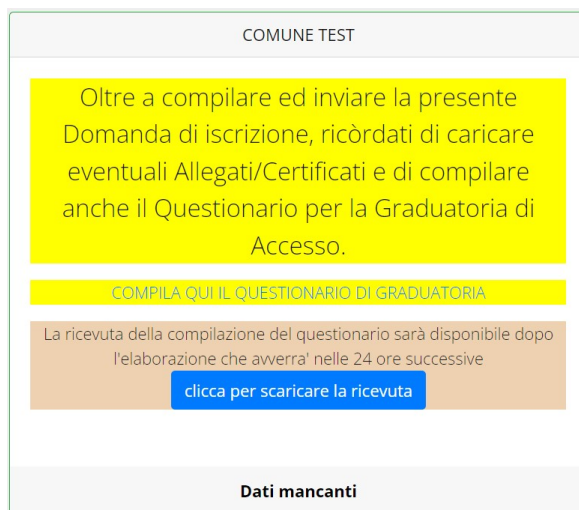 COMUNE TEST
Oltre a compilare ed inviare la presente
Domanda di iscrizione, ricòrdati di caricare
eventuali Allegati/Certificati e di compilare
anche il Questionario per la Graduatoria di
Accesso.
COMPILA QUI IL QUESTIONARIO DI GRADUATORIA
La ricevuta della compilazione del questionario sarà disponibile dopo
l'elaborazione che avverra' nelle 24 ore successive
clicca per scaricare la ricevuta
Dati mancanti